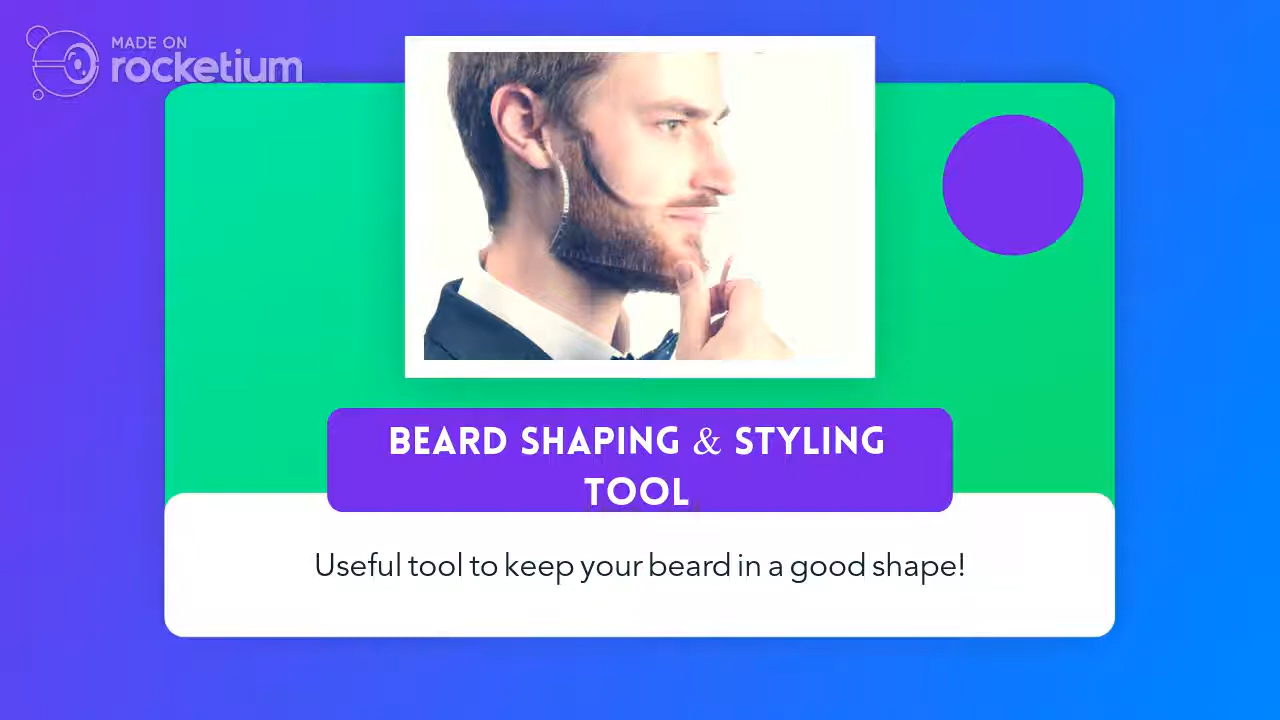 MADE ON
rocketium
BEARD SHAPING & STYLING
TOOL
Useful tool to keep your beard in a good shape!